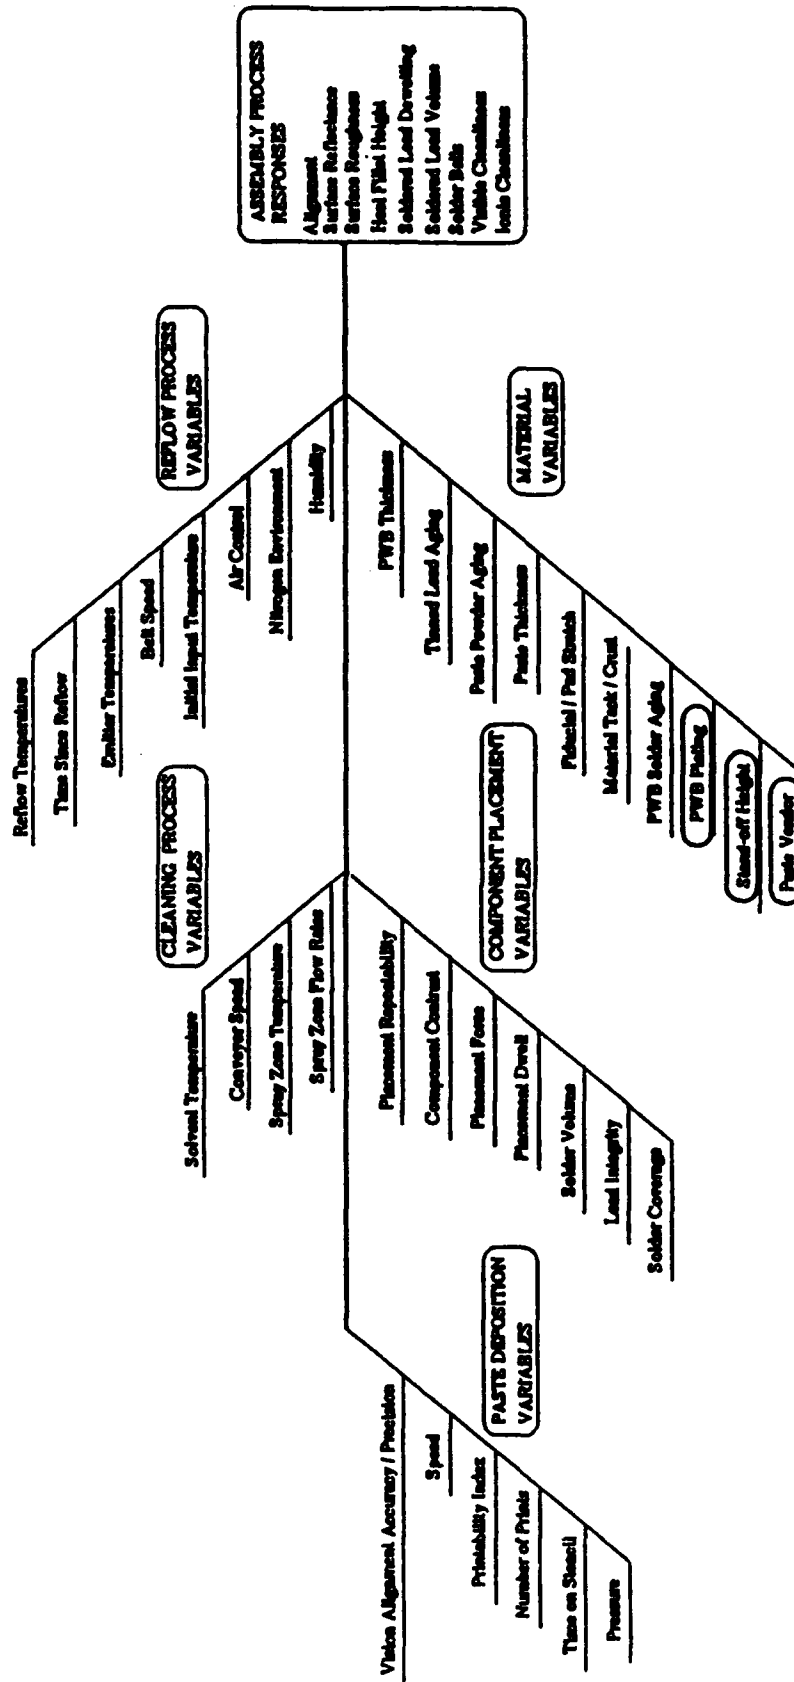 ASSEMBLY PROCESS
RESPONSES
Alignment
Surface Reflectance
Surface Roughness
Heel Fillet Height
Soldered Lead Dewetting
Soldered Lead Volume
Solder Balls
Visible Cleanliness
Ionic Cleanliness
REFLOW PROCESS
VARIABLES
Reflow Temperatures
Time Since Reflow
Emitter Temperatures
Belt Speed
Initial Input Temperature
Air Control
Nitrogen Environment
Humidity
CLEANING PROCESS
VARIABLES
Solvent Temperature
Conveyor Speed
Spray Zone Temperature
Spray Zone Flow Rates
MATERIAL
VARIABLES
PWB Thickness
Tinned Lead Aging
Paste Powder Aging
Paste Thickness
Fiducial / Pad Stretch
Material Tack / Crust
PWB Solder Aging
PWB Plating
Stand-off Height
Paste Vendor
COMPONENT PLACEMENT
VARIABLES
Placement Repeatability
Component Contrast
Placement Force
Placement Dwell
Solder Volume
Lead Integrity
Solder Coverage
PASTE DEPOSITION
VARIABLES
Vision Alignment Accuracy / Precision
Speed
Printability Index
Number of Prints
Time on Stencil
Pressure